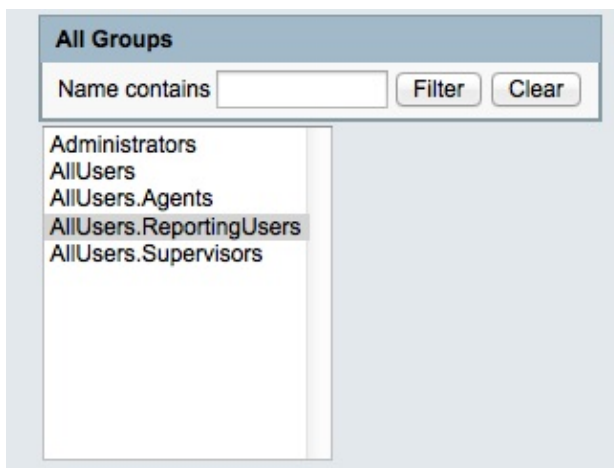 All Groups
Name contains Filter Clear
Administrators
AllUsers
AllUsers.Agents
AllUsers.ReportingUsers
AllUsers.Supervisors